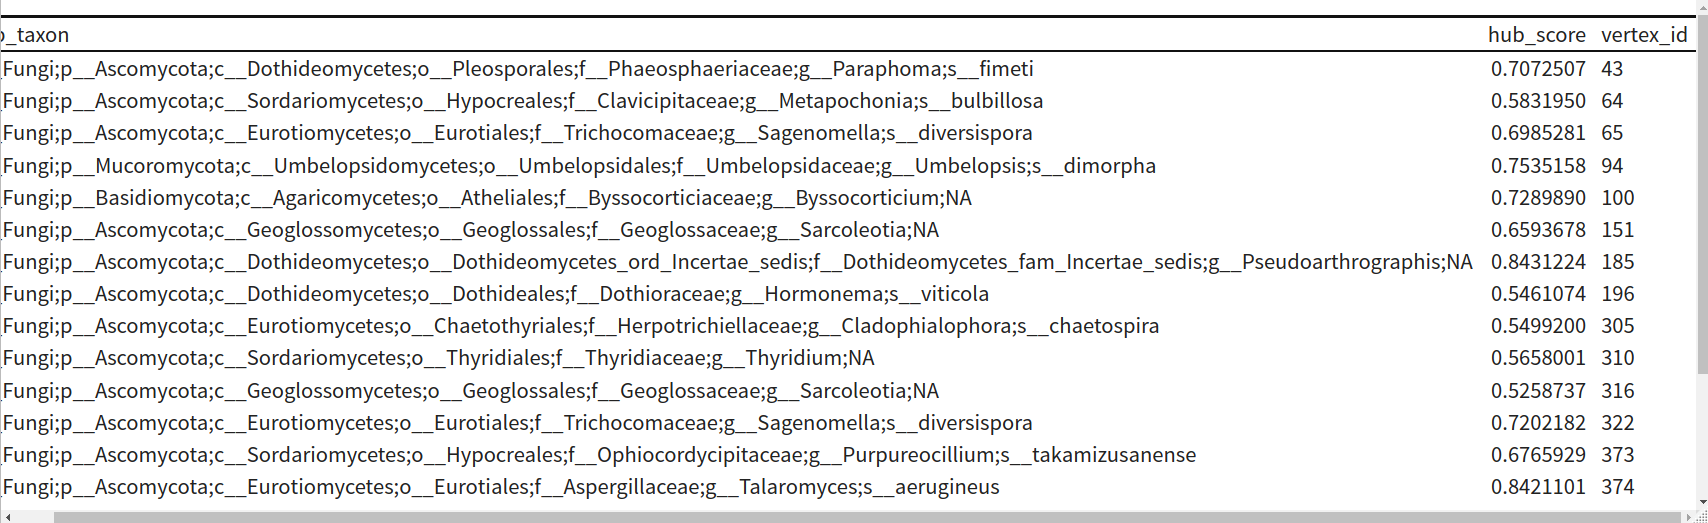 _taxon hub_score vertex_id
Fungi;p__Ascomycota;c__Dothideomycetes;o__Pleosporales;f__Phaeosphaeriaceae;g__Paraphoma;s__fimeti 0.7072507 43
Fungi;p__Ascomycota;c__Sordariomycetes;o__Hypocreales;f__Clavicipitaceae;g__Metapochonia;s__bulbillosa 0.5831950 64
Fungi;p__Ascomycota;c__Eurotiomycetes;o__Eurotiales;f__Trichocomaceae;g__Sagenomella;s__diversispora 0.6985281 65
Fungi;p__Mucoromycota;c__Umbelopsidomycetes;o__Umbelopsidales;f__Umbelopsidaceae;g__Umbelopsis;s__dimorpha 0.7535158 94
Fungi;p__Basidiomycota;c__Agaricomycetes;o__Atheliales;f__Byssocorticiaceae;g__Byssocorticium;NA 0.7289890 100
Fungi;p__Ascomycota;c__Geoglossomycetes;o__Geoglossales;f__Geoglossaceae;g__Sarcoleotia;NA 0.6593678 151
Fungi;p__Ascomycota;c__Dothideomycetes;o__Dothideomycetes_ord_Incertae_sedis;f__Dothideomycetes_fam_Incertae_sedis;g__Pseudoarthrographis;NA 0.8431224 185
Fungi;p__Ascomycota;c__Dothideomycetes;o__Dothideales;f__Dothioraceae;g__Hormonema;s__viticola 0.5461074 196
Fungi;p__Ascomycota;c__Eurotiomycetes;o__Chaetothyriales;f__Herpotrichiellaceae;g__Cladophialophora;s__chaetospira 0.5499200 305
Fungi;p__Ascomycota;c__Sordariomycetes;o__Thyridiales;f__Thyridiaceae;g__Thyridium;NA 0.5658001 310
Fungi;p__Ascomycota;c__Geoglossomycetes;o__Geoglossales;f__Geoglossaceae;g__Sarcoleotia;NA 0.5258737 316
Fungi;p__Ascomycota;c__Eurotiomycetes;o__Eurotiales;f__Trichocomaceae;g__Sagenomella;s__diversispora 0.7202182 322
Fungi;p__Ascomycota;c__Sordariomycetes;o__Hypocreales;f__Ophiocordycipitaceae;g__Purpureocillium;s__takamizusanense 0.6765929 373
Fungi;p__Ascomycota;c__Eurotiomycetes;o__Eurotiales;f__Aspergillaceae;g__Talaromyces;s__aerugineus 0.8421101 374